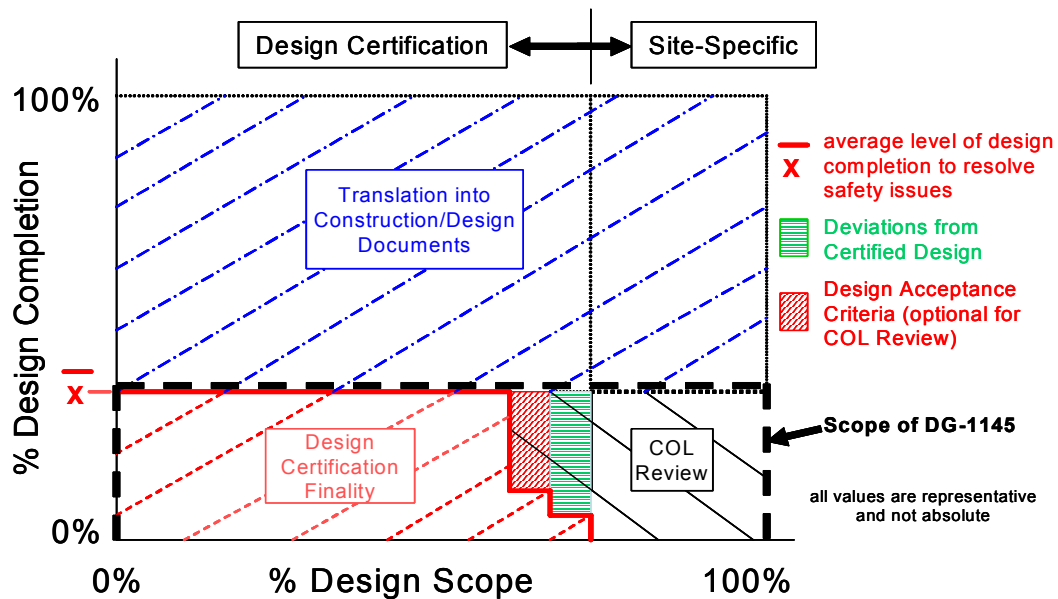 Design Certification
Site-Specific
100%
% Design Completion
Translation into
Construction/Design
Documents
average level of design
X
completion to resolve
safety issues
Deviations from
Certified Design
Design Acceptance
Criteria (optional for
COL Review)
X
Design
Certification
Finality
COL
Review
Scope of DG-1145
all values are representative
and not absolute
0%
0%
% Design Scope
100%